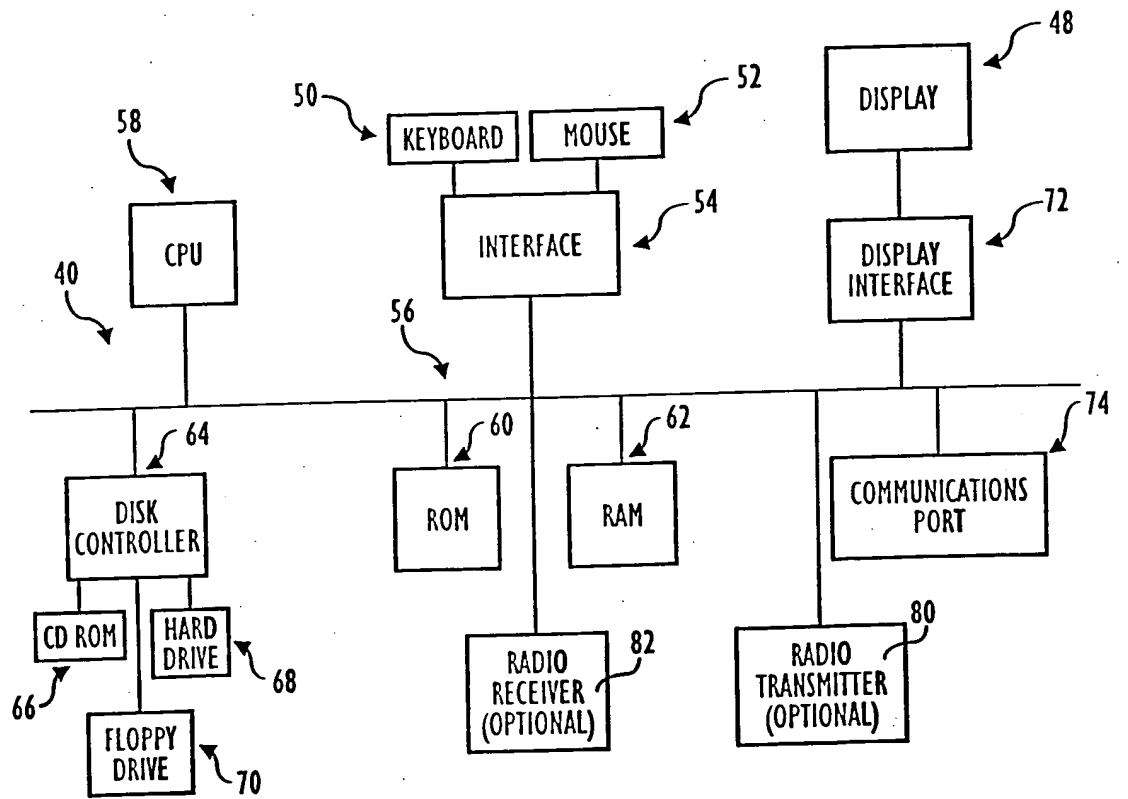 48
DISPLAY
52
50
KEYBOARD
MOUSE
58
54
72
CPU
INTERFACE
DISPLAY
INTERFACE
40
56
64
60
62
74
DISK
CONTROLLER
ROM
RAM
COMMUNICATIONS
PORT
CD ROM
HARD
DRIVE
66
68
82
RADIO
RECEIVER
(OPTIONAL)
80
RADIO
TRANSMITTER
(OPTIONAL)
FLOPPY
DRIVE
70